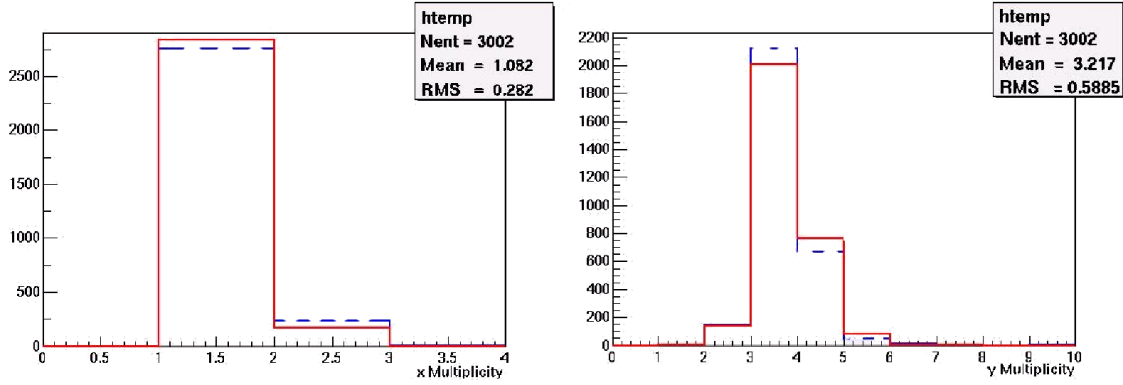 htemp
Nent = 3002
Mean = 1.082
RMS = 0.282
2500
2000
1500
1000
500
0
0 0.5 1 1.5 2 2.5 3 3.5 4
x Multiplicity
htemp
Nent = 3002
Mean = 3.217
RMS = 0.5885
2200
2000
1800
1600
1400
1200
1000
800
600
400
200
0
0 1 2 3 4 5 6 7 8 9 10
y Multiplicity